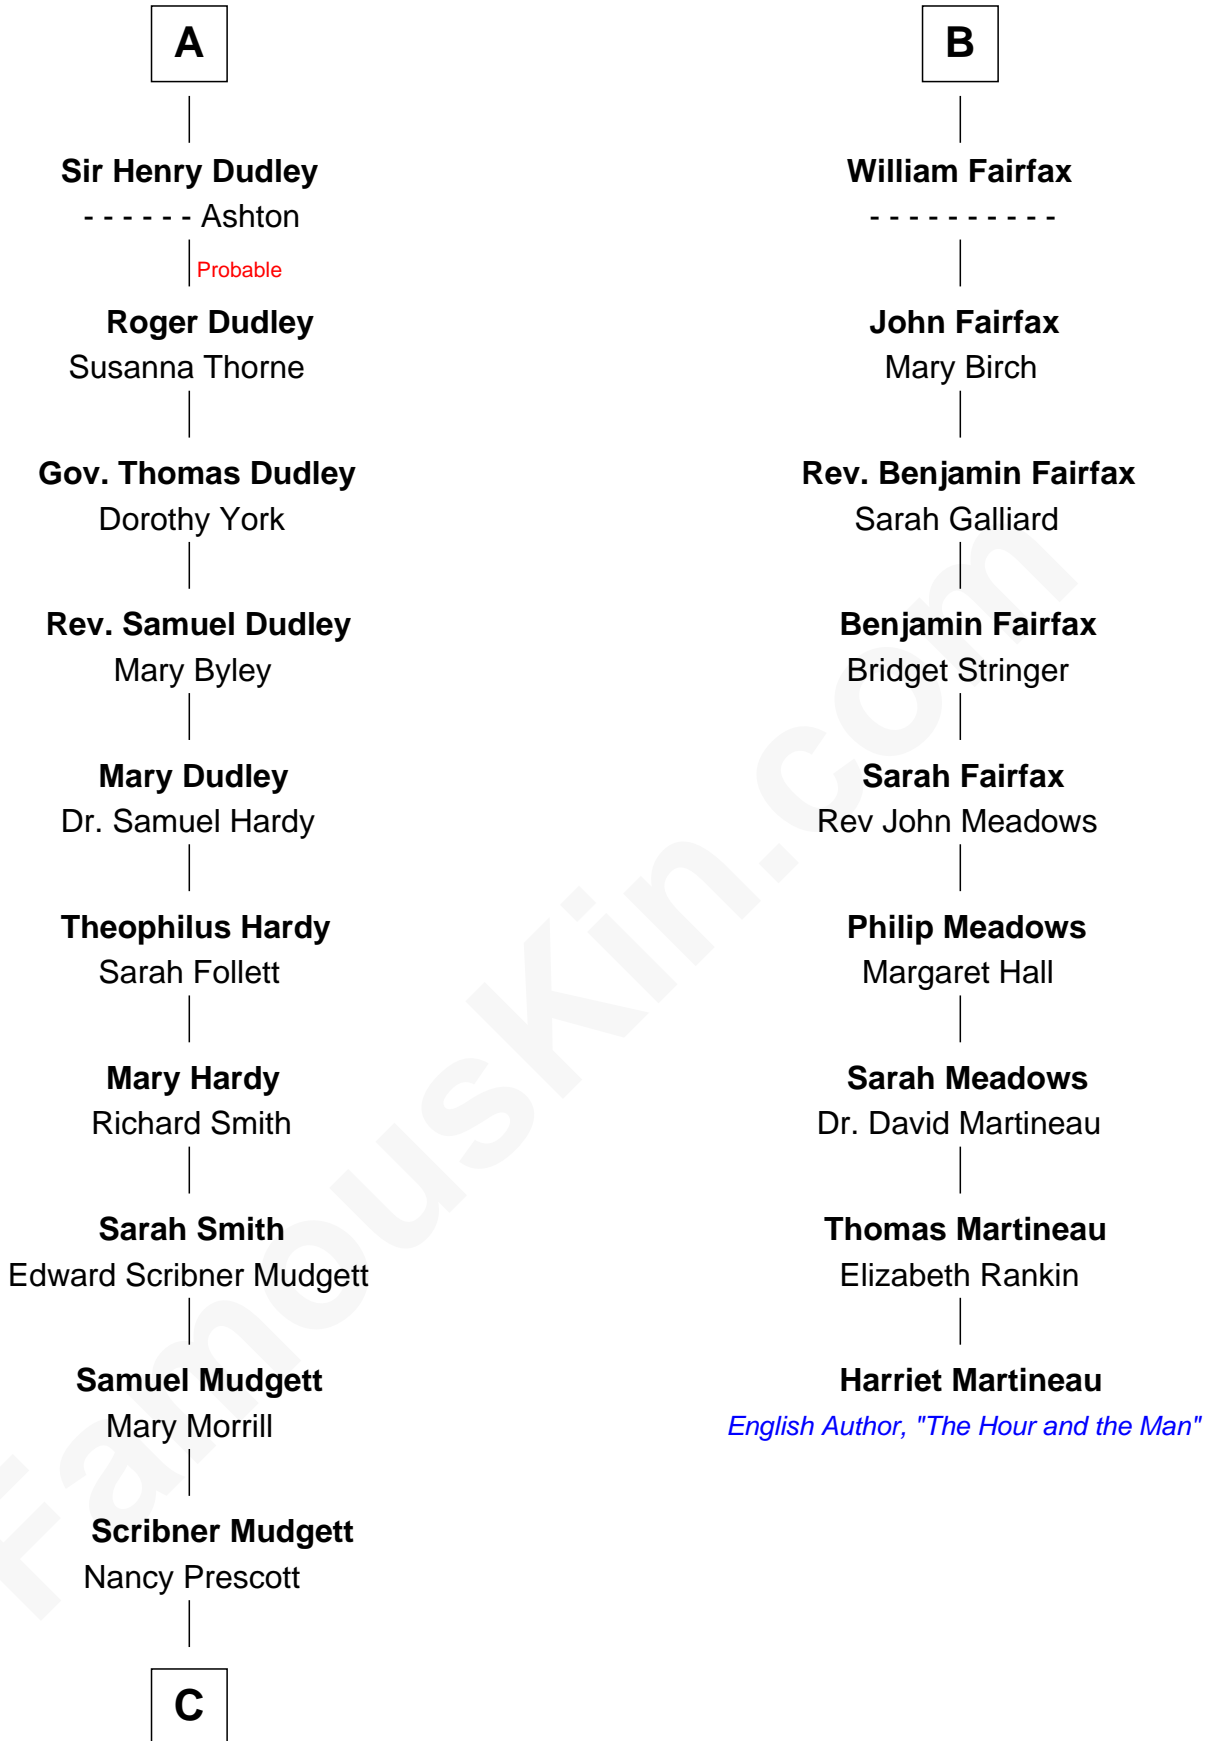 A
Sir Henry Dudley
- - - - - - Ashton
Probable
Roger Dudley
Susanna Thorne
Gov. Thomas Dudley
Dorothy York
Rev. Samuel Dudley
Mary Byley
Mary Dudley
Dr. Samuel Hardy
Theophilus Hardy
Sarah Follett
Mary Hardy
Richard Smith
Sarah Smith
Edward Scribner Mudgett
Samuel Mudgett
Mary Morrill
Scribner Mudgett
Nancy Prescott
C
B
William Fairfax
- - - - - - - - - -
John Fairfax
Mary Birch
Rev. Benjamin Fairfax
Sarah Galliard
Benjamin Fairfax
Bridget Stringer
Sarah Fairfax
Rev John Meadows
Philip Meadows
Margaret Hall
Sarah Meadows
Dr. David Martineau
Thomas Martineau
Elizabeth Rankin
Harriet Martineau
English Author, "The Hour and the Man"
FamousKin.com